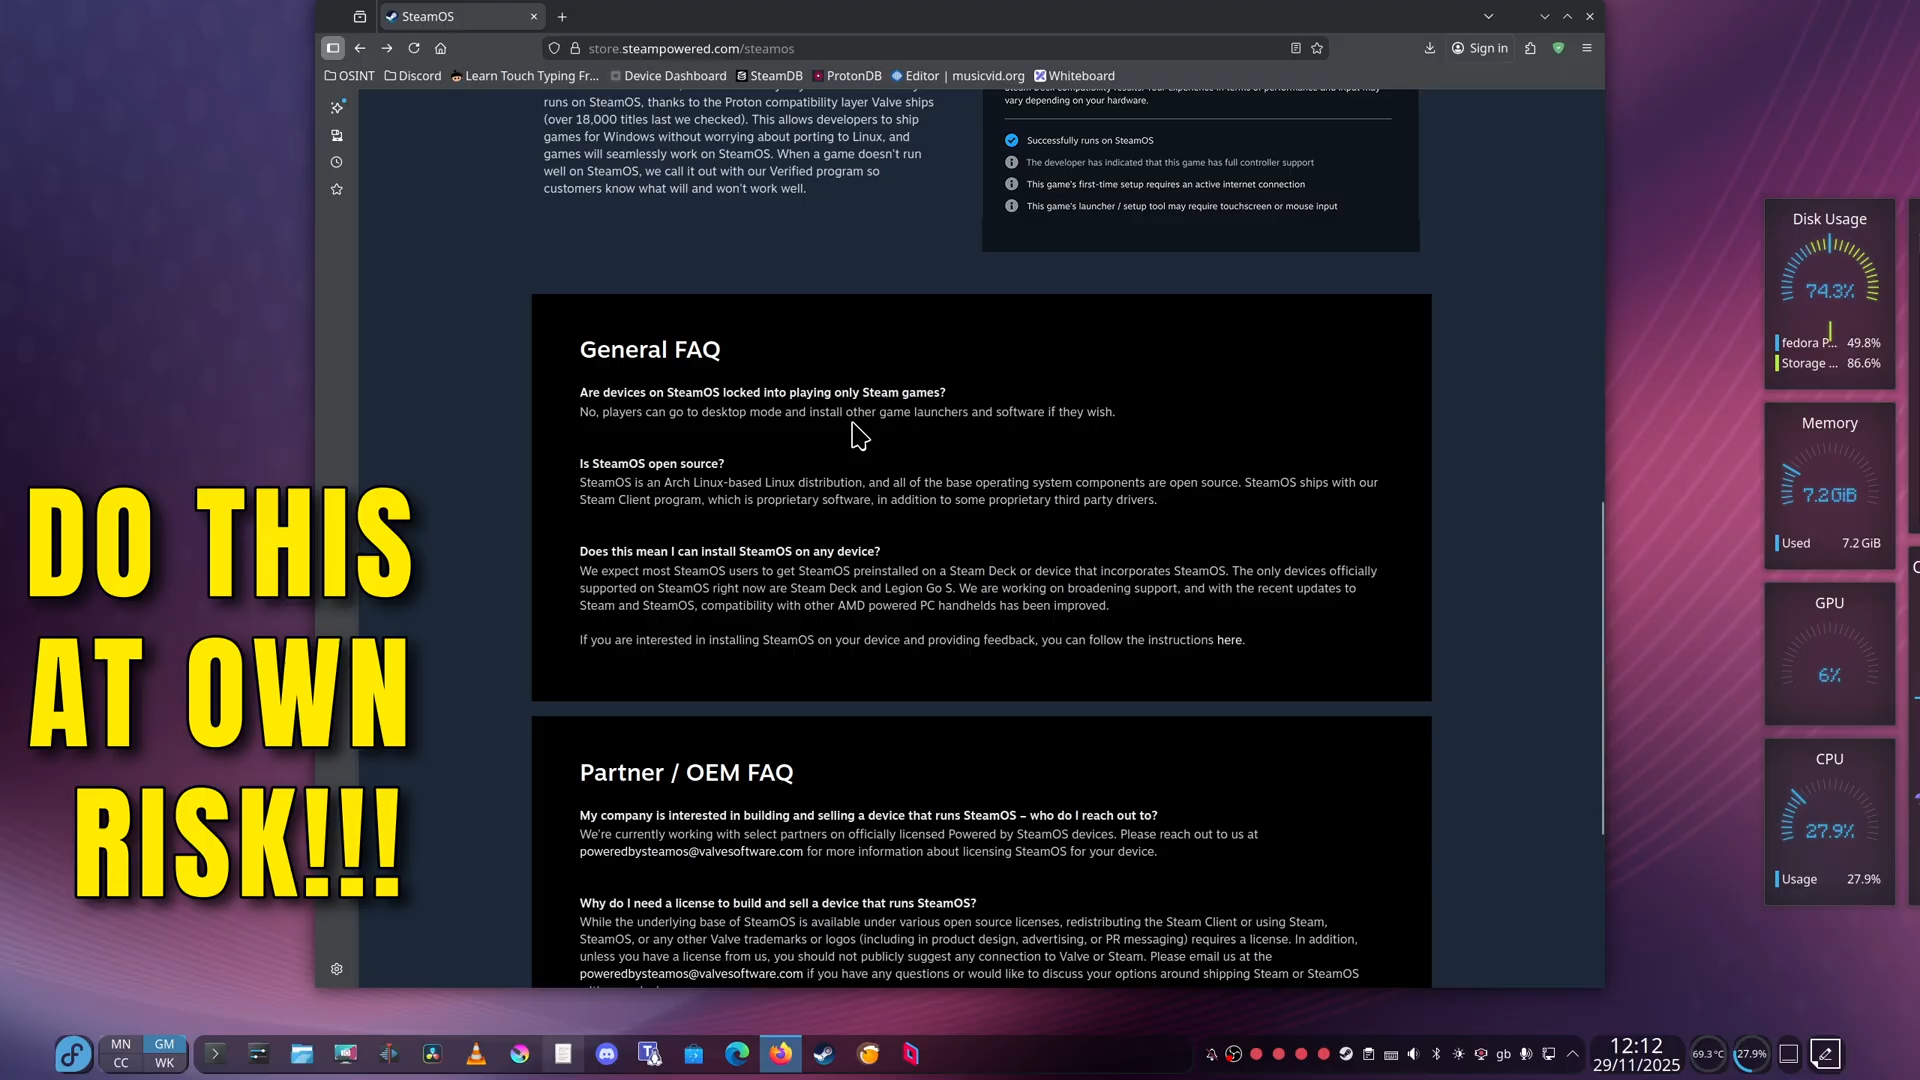 SteamOS
store.steampowered.com/steamos
Sign in
OSINT
Discord
Learn Touch Typing Fr...
Device Dashboard
SteamDB
ProtonDB
Editor | musicvid.org
Whiteboard
runs on SteamOS, thanks to the Proton compatibility layer Valve ships
(over 18,000 titles last we checked). This allows developers to ship
games for Windows without worrying about porting to Linux, and
games will seamlessly work on SteamOS. When a game doesn't run
well on SteamOS, we call it out with our Verified program so
customers know what will and won't work well.
vary depending on your hardware.
Successfully runs on SteamOS
The developer has indicated that this game has full controller support
This game's first-time setup requires an active internet connection
This game's launcher / setup tool may require touchscreen or mouse input
General FAQ
Are devices on SteamOS locked into playing only Steam games?
No, players can go to desktop mode and install other game launchers and software if they wish.
Is SteamOS open source?
SteamOS is an Arch Linux-based Linux distribution, and all of the base operating system components are open source. SteamOS ships with our
Steam Client program, which is proprietary software, in addition to some proprietary third party drivers.
Does this mean I can install SteamOS on any device?
We expect most SteamOS users to get SteamOS preinstalled on a Steam Deck or device that incorporates SteamOS. The only devices officially
supported on SteamOS right now are Steam Deck and Legion Go S. We are working on broadening support, and with the recent updates to
Steam and SteamOS, compatibility with other AMD powered PC handhelds has been improved.
If you are interested in installing SteamOS on your device and providing feedback, you can follow the instructions here.
Partner / OEM FAQ
My company is interested in building and selling a device that runs SteamOS – who do I reach out to?
We're currently working with select partners on officially licensed Powered by SteamOS devices. Please reach out to us at
poweredbysteamos@valvesoftware.com for more information about licensing SteamOS for your device.
Why do I need a license to build and sell a device that runs SteamOS?
While the underlying base of SteamOS is available under various open source licenses, redistributing the Steam Client or using Steam,
SteamOS, or any other Valve trademarks or logos (including in product design, advertising, or PR messaging) requires a license. In addition,
unless you have a license from us, you should not publicly suggest any connection to Valve or Steam. Please email us at the
poweredbysteamos@valvesoftware.com if you have any questions or would like to discuss your options around shipping Steam or SteamOS
DO THIS
AT OWN
RISK!!!
Disk Usage
74.3%
fedora P... 49.8%
Storage ... 86.6%
Memory
7.2GiB
Used 7.2 GiB
GPU
6%
CPU
27.9%
Usage 27.9%
MN GM
CC WK
gb
12:12
29/11/2025
69.3°C
27.9%